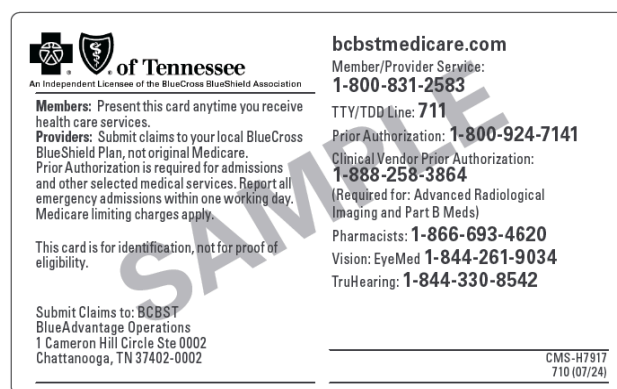 of Tennessee
An Independent Licensee of the BlueCross BlueShield Association
Members: Present this card anytime you receive
health care services.
Providers: Submit claims to your local BlueCross
BlueShield Plan, not original Medicare.
Prior Authorization is required for admissions
and other selected medical services. Report all
emergency admissions within one working day.
Medicare limiting charges apply.
This card is for identification, not for proof of
eligibility.
Submit Claims to: BCBST
BlueAdvantage Operations
1 Cameron Hill Circle Ste 0002
Chattanooga, TN 37402-0002
bcbstmedicare.com
Member/Provider Service:
1-800-831-2583
TTY/TDD Line: 711
Prior Authorization: 1-800-924-7141
Clinical Vendor Prior Authorization:
1-888-258-3864
(Required for: Advanced Radiological
Imaging and Part B Meds)
Pharmacists: 1-866-693-4620
Vision: EyeMed 1-844-261-9034
TruHearing: 1-844-330-8542
CMS-H7917
710 (07/24)
SAMPLE